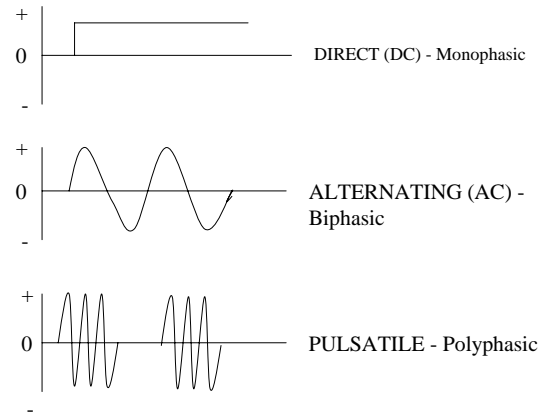 +
0
DIRECT (DC) - Monophasic
-
+
0
ALTERNATING (AC) -
Biphasic
-
+
0
PULSATILE - Polyphasic
-